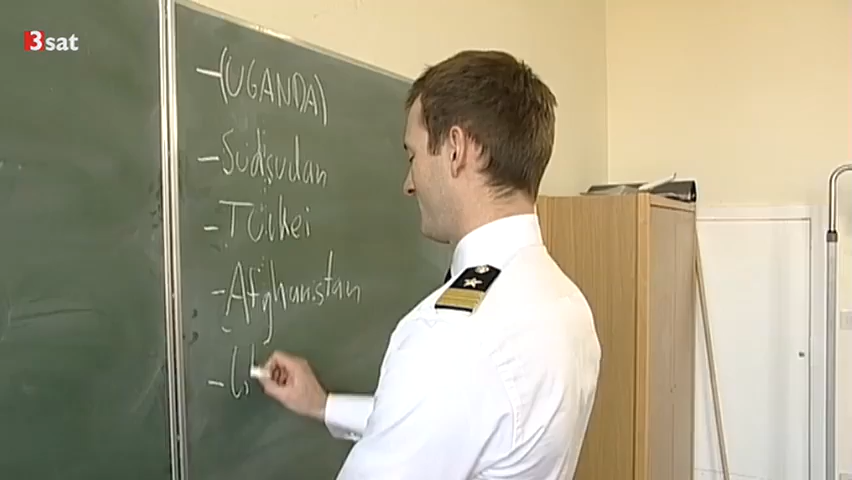 3sat
- (UGANDA)
- Südsudan
- Türkei
- Afghanistan
-